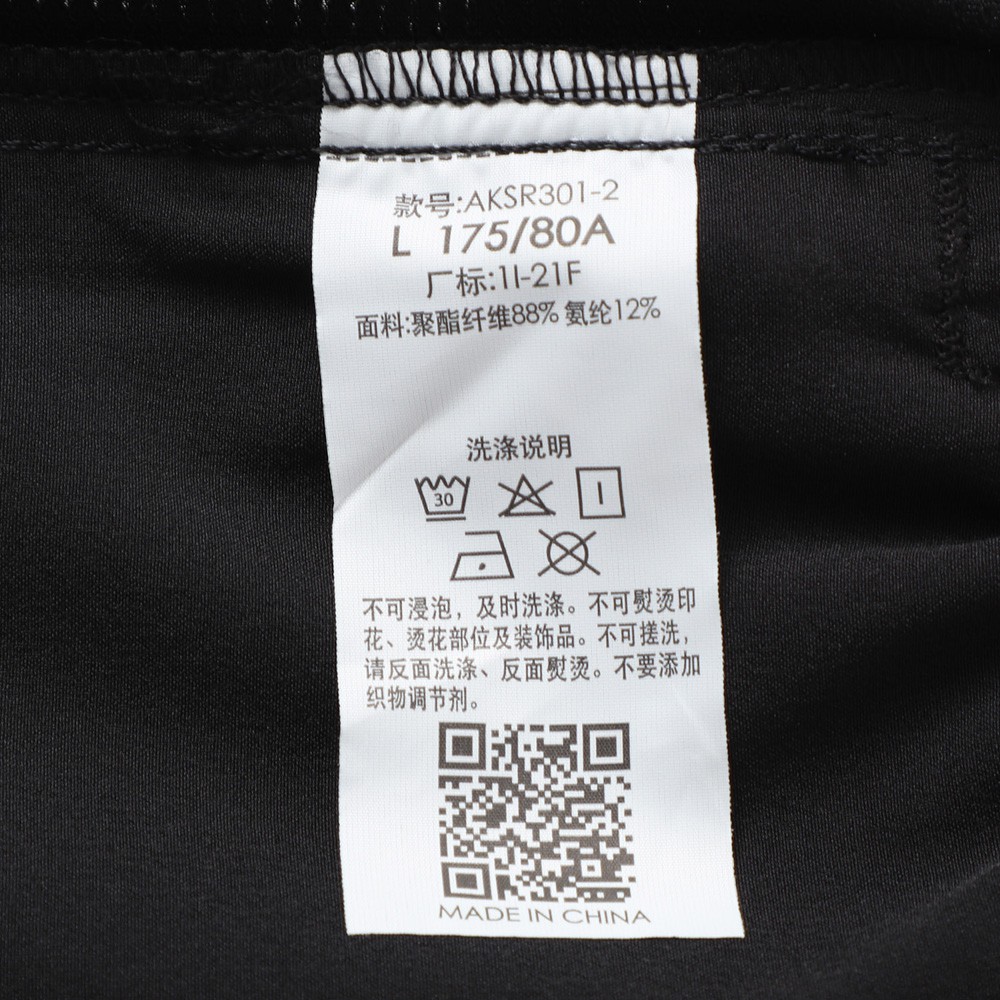 款号:AKSR301-2
L 175/80A
厂标:1I-21F
面料:聚酯纤维88% 氨纶12%
洗涤说明
30
不可浸泡，及时洗涤。不可熨烫印
花、烫花部位及装饰品。不可搓洗，
请反面洗涤、反面熨烫。不要添加
织物调节剂。
MADE IN CHINA